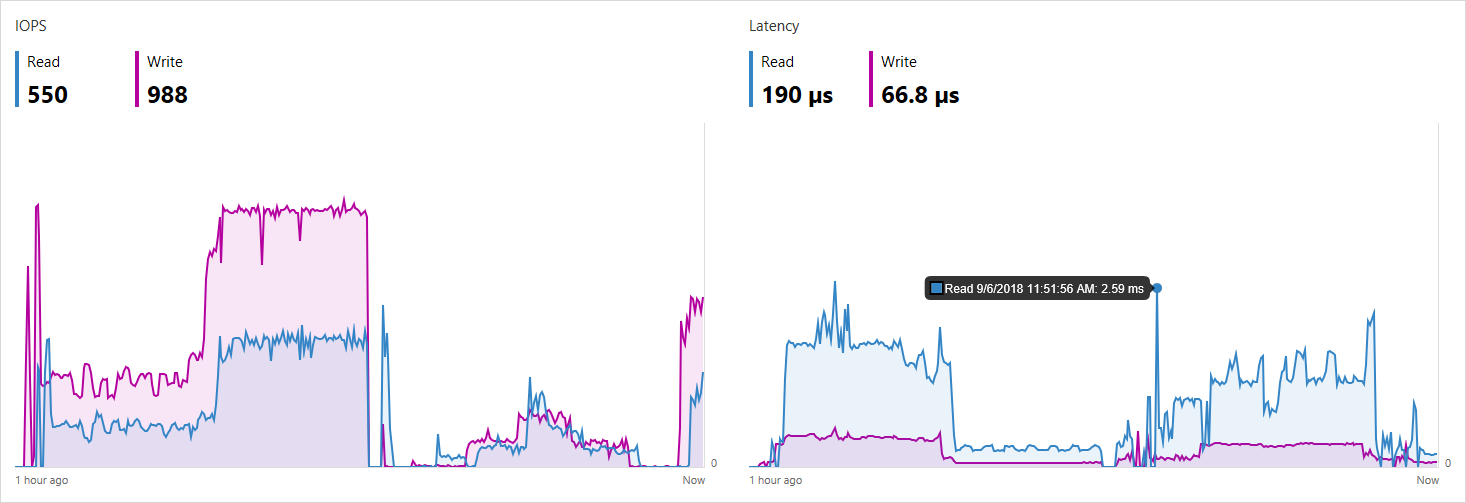 IOPS
Read
550
Write
988
0
1 hour ago
Now
Latency
Read
190 µs
Write
66.8 µs
Read 9/6/2018 11:51:56 AM: 2.59 ms
0
1 hour ago
Now